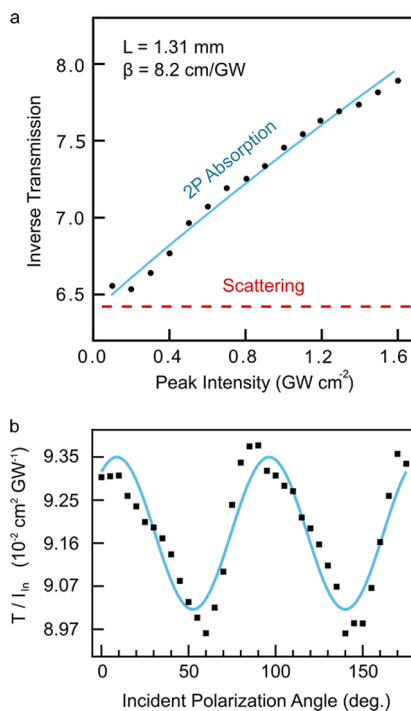 a
L = 1.31 mm
β = 8.2 cm/GW
8.0
7.5
7.0
6.5
Inverse Transmission
2P Absorption
Scattering
0.0 0.4 0.8 1.2 1.6
Peak Intensity (GW cm⁻²)
b
9.35
9.25
9.16
9.07
8.97
T / I_In (10⁻² cm² GW⁻¹)
0 50 100 150
Incident Polarization Angle (deg.)